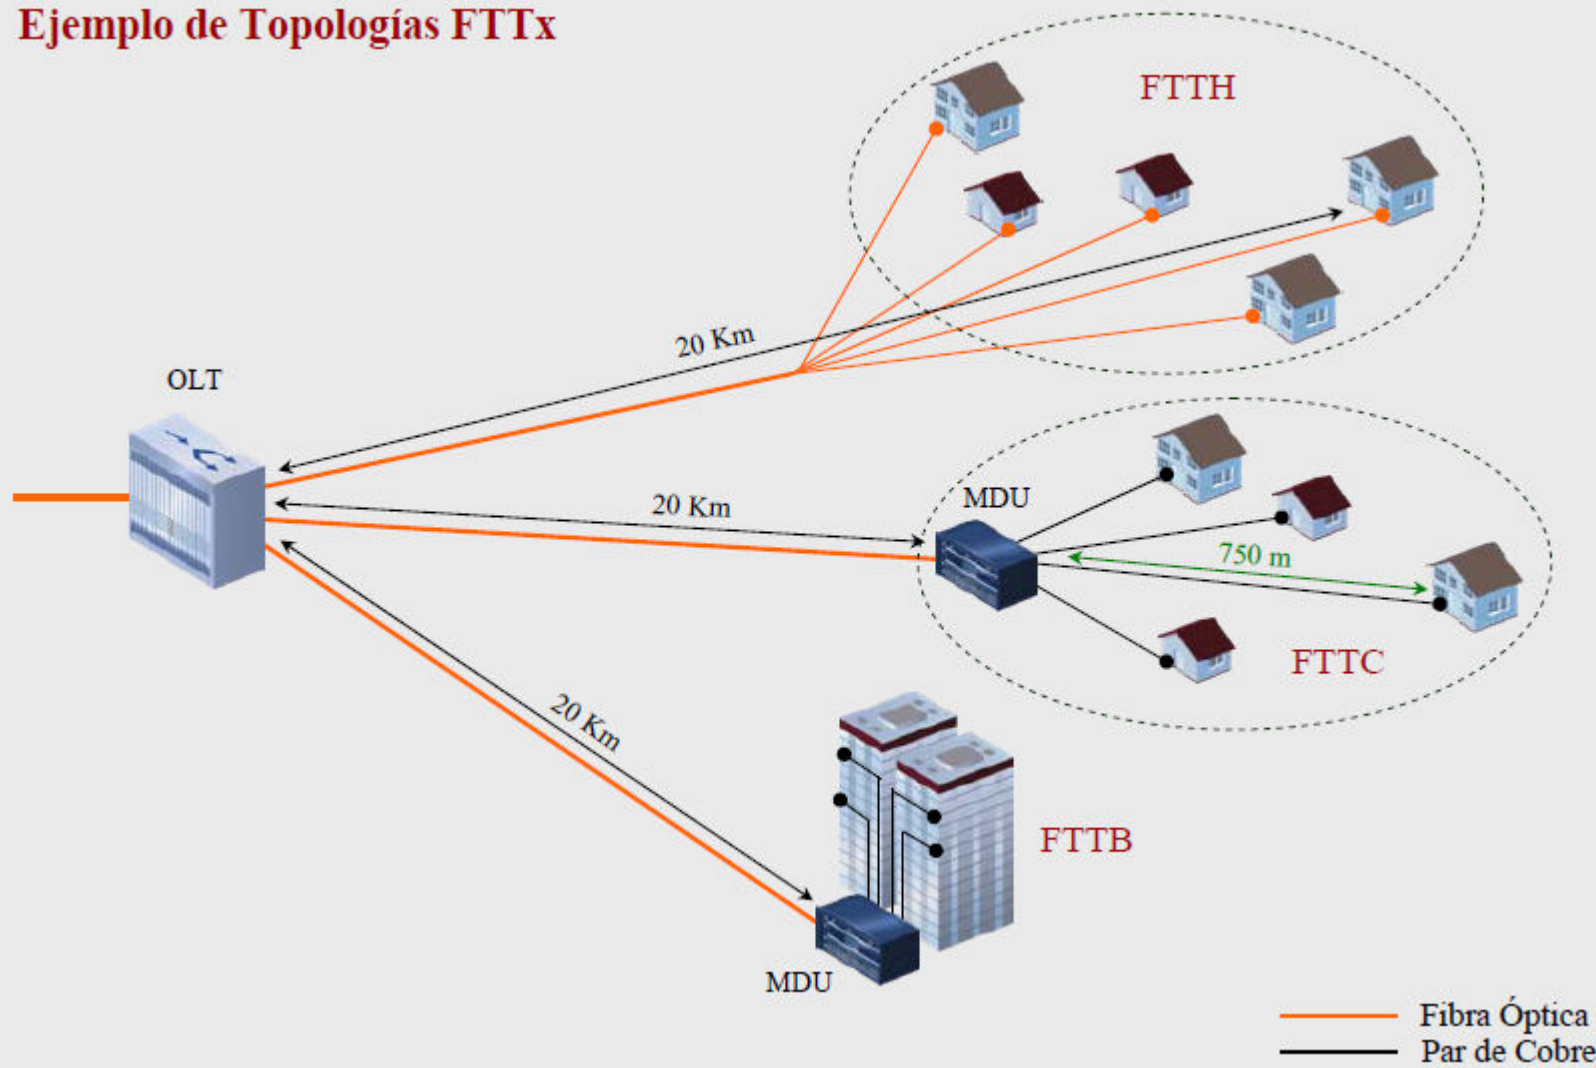 Ejemplo de Topologías FTTx
FTTH
20 Km
OLT
20 Km
MDU
750 m
FTTC
20 Km
FTTB
MDU
Fibra Óptica
Par de Cobre